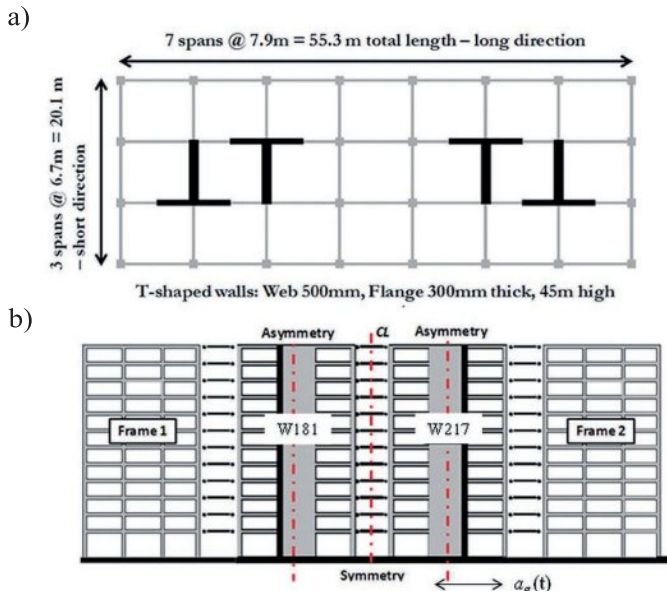 a)
7 spans @ 7.9m = 55.3 m total length – long direction
3 spans @ 6.7m = 20.1 m
– short direction
T-shaped walls: Web 500mm, Flange 300mm thick, 45m high
b)
Asymmetry CL Asymmetry
Frame 1 W181 W217 Frame 2
Symmetry a_g(t)